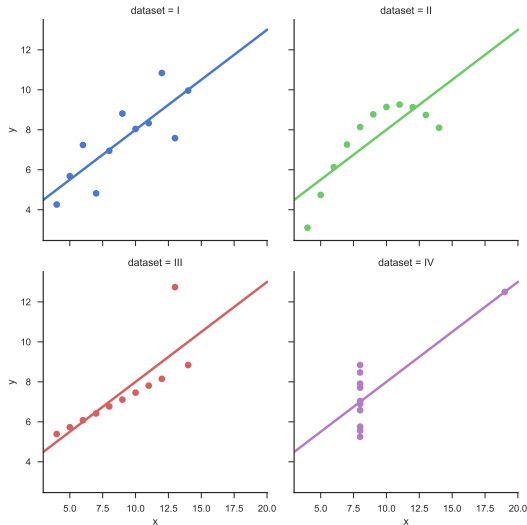 dataset = I
dataset = II
12
10
8
6
4
y
dataset = III
dataset = IV
12
10
8
6
4
y
5.0 7.5 10.0 12.5 15.0 17.5 20.0
5.0 7.5 10.0 12.5 15.0 17.5 20.0
x
x